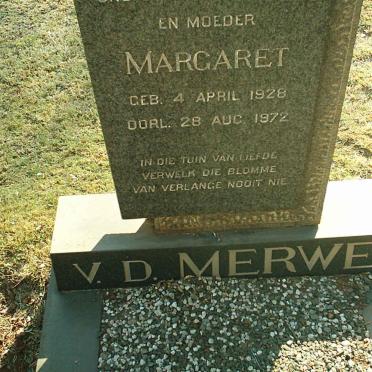 EN MOEDER
MARGARET
GEB. 4 APRIL 1928
OORL. 28 AUG. 1972
IN DIE TUIN VAN LIEFDE
VERWELK DIE BLOMME
VAN VERLANGE NOOIT NIE
V. D. MERWE